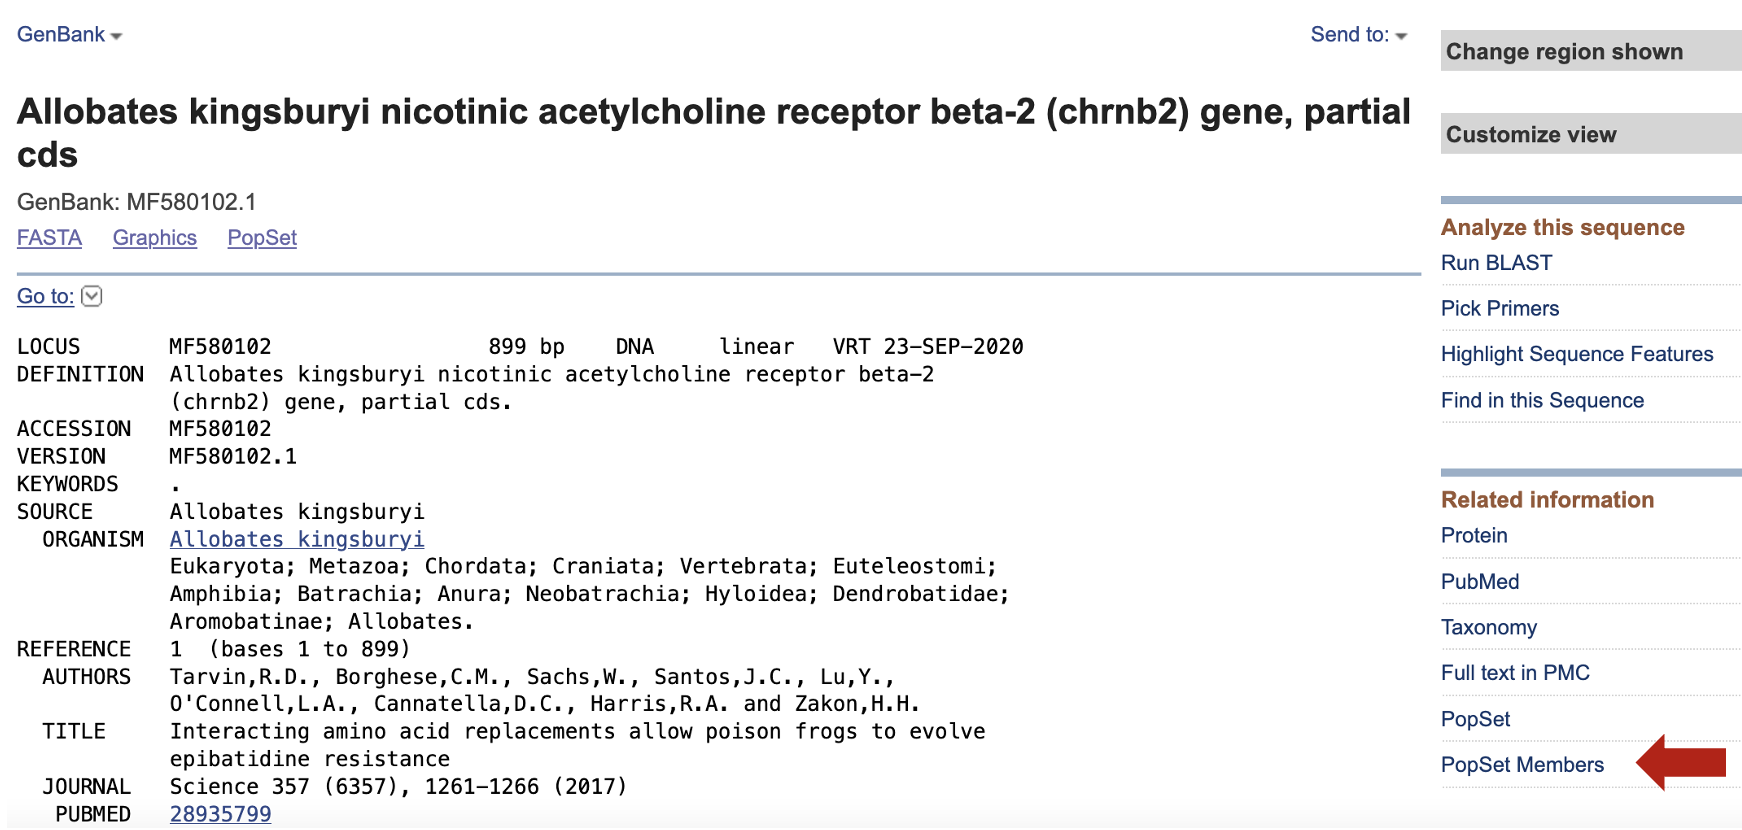 GenBank
Send to:
Allobates kingsburyi nicotinic acetylcholine receptor beta-2 (chrnb2) gene, partial
cds
GenBank: MF580102.1
FASTA Graphics PopSet
Go to:
LOCUS MF580102 899 bp DNA linear VRT 23-SEP-2020
DEFINITION Allobates kingsburyi nicotinic acetylcholine receptor beta-2
(chrnb2) gene, partial cds.
ACCESSION MF580102
VERSION MF580102.1
KEYWORDS .
SOURCE Allobates kingsburyi
ORGANISM Allobates kingsburyi
Eukaryota; Metazoa; Chordata; Craniata; Vertebrata; Euteleostomi;
Amphibia; Batrachia; Anura; Neobatrachia; Hyloidea; Dendrobatidae;
Aromobatinae; Allobates.
REFERENCE 1 (bases 1 to 899)
AUTHORS Tarvin,R.D., Borghese,C.M., Sachs,W., Santos,J.C., Lu,Y.,
O'Connell,L.A., Cannatella,D.C., Harris,R.A. and Zakon,H.H.
TITLE Interacting amino acid replacements allow poison frogs to evolve
epibatidine resistance
JOURNAL Science 357 (6357), 1261-1266 (2017)
PUBMED 28935799
Change region shown
Customize view
Analyze this sequence
Run BLAST
Pick Primers
Highlight Sequence Features
Find in this Sequence
Related information
Protein
PubMed
Taxonomy
Full text in PMC
PopSet
PopSet Members